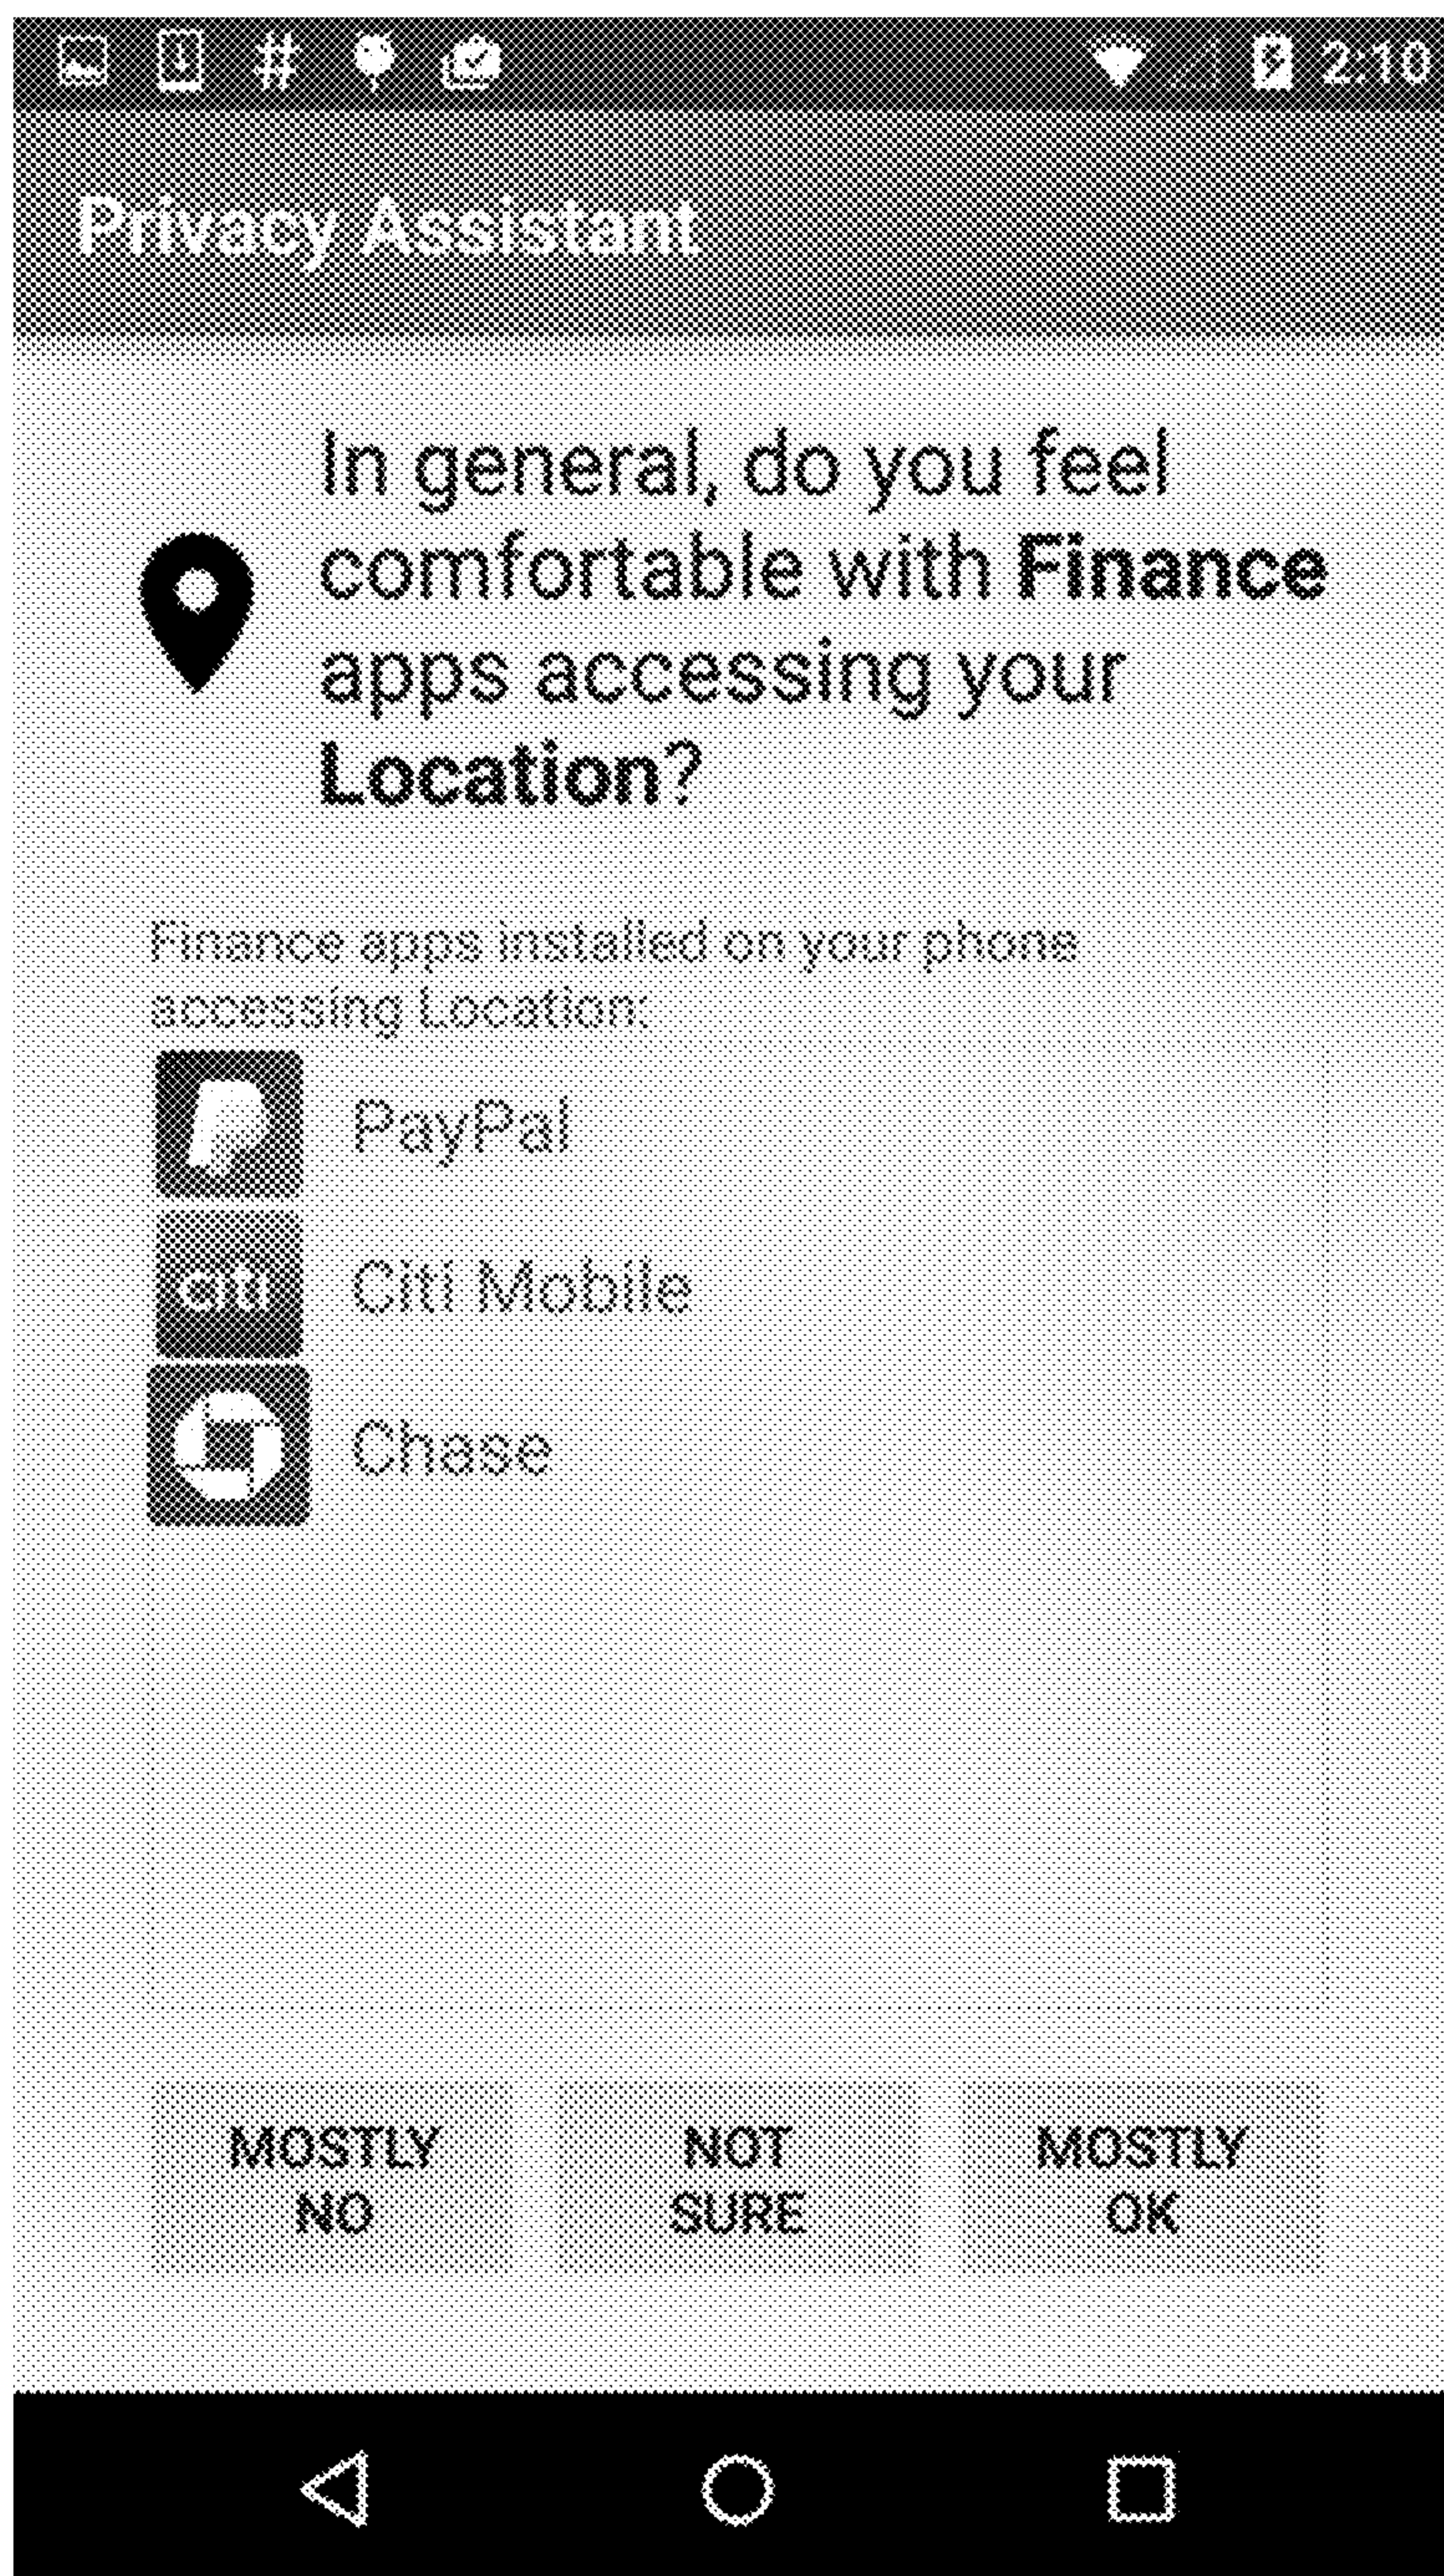 2:10
Privacy Assistant
In general, do you feel
comfortable with Finance
apps accessing your
Location?
Finance apps installed on your phone
accessing Location:
PayPal
citi
Citi Mobile
Chase
MOSTLY
NO
NOT
SURE
MOSTLY
OK